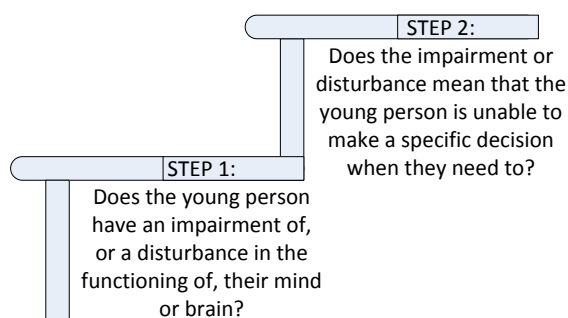 STEP 2:
Does the impairment or
disturbance mean that the
young person is unable to
make a specific decision
when they need to?
STEP 1:
Does the young person
have an impairment of,
or a disturbance in the
functioning of, their mind
or brain?